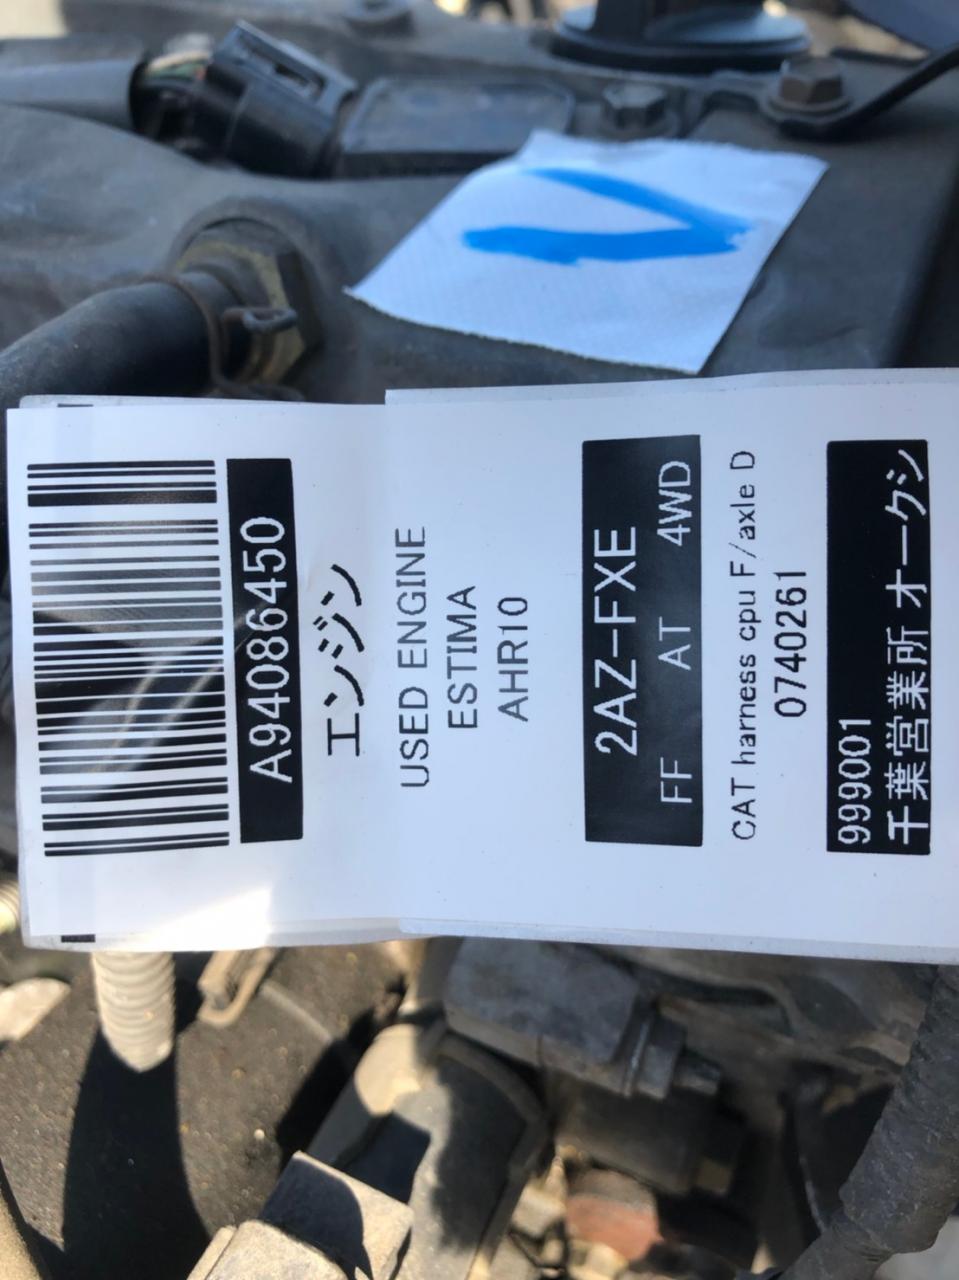 V
A94086450
エンジン
USED ENGINE
ESTIMA
AHR10
2AZ-FXE
FF AT 4WD
CAT harness cpu F/axle D
0740261
999001
千葉営業所 オークシ